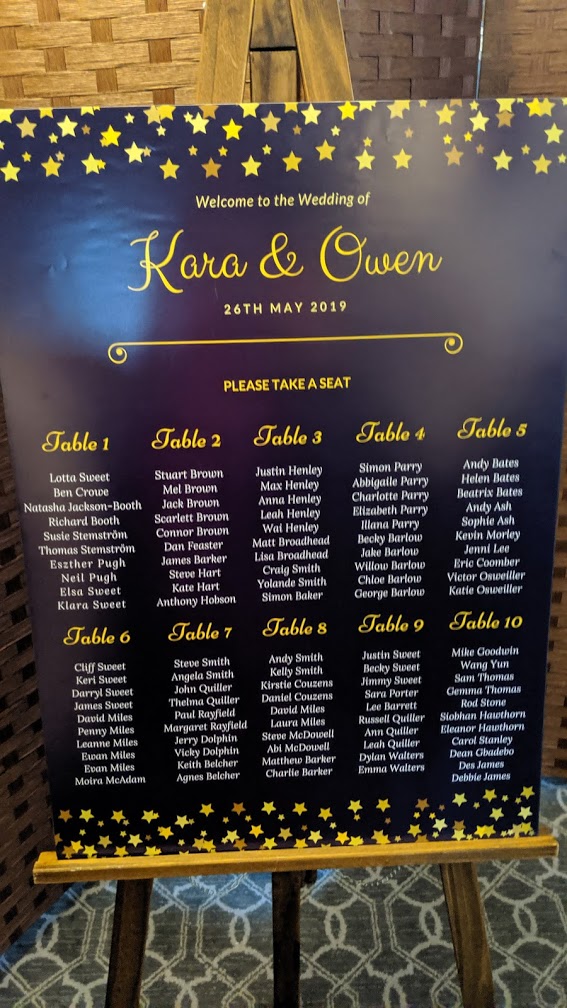 Welcome to the Wedding of
Kara & Owen
26TH MAY 2019
PLEASE TAKE A SEAT
Table 1
Lotta Sweet
Ben Crowe
Natasha Jackson-Booth
Richard Booth
Susie Stemström
Thomas Stemström
Eszther Pugh
Neil Pugh
Elsa Sweet
Klara Sweet
Table 2
Stuart Brown
Mel Brown
Jack Brown
Scarlett Brown
Connor Brown
Dan Feaster
James Barker
Steve Hart
Kate Hart
Anthony Hobson
Table 3
Justin Henley
Max Henley
Anna Henley
Leah Henley
Wai Henley
Matt Broadhead
Lisa Broadhead
Craig Smith
Yolande Smith
Simon Baker
Table 4
Simon Parry
Abbigaile Parry
Charlotte Parry
Elizabeth Parry
Illana Parry
Becky Barlow
Jake Barlow
Willow Barlow
Chloe Barlow
George Barlow
Table 5
Andy Bates
Helen Bates
Beatrix Bates
Andy Ash
Sophie Ash
Kevin Morley
Jenni Lee
Eric Coomber
Victor Osweiller
Katie Osweiller
Table 6
Cliff Sweet
Keri Sweet
Darryl Sweet
James Sweet
David Miles
Penny Miles
Leanne Miles
Ewan Miles
Evan Miles
Moira McAdam
Table 7
Steve Smith
Angela Smith
John Quiller
Thelma Quiller
Paul Rayfield
Margaret Rayfield
Jerry Dolphin
Vicky Dolphin
Keith Belcher
Agnes Belcher
Table 8
Andy Smith
Kelly Smith
Kirstie Couzens
Daniel Couzens
David Miles
Laura Miles
Steve McDowell
Abi McDowell
Matthew Barker
Charlie Barker
Table 9
Justin Sweet
Becky Sweet
Jimmy Sweet
Sara Porter
Lee Barrett
Russell Quiller
Ann Quiller
Leah Quiller
Dylan Walters
Emma Walters
Table 10
Mike Goodwin
Wang Yun
Sam Thomas
Gemma Thomas
Rod Stone
Siobhan Hawthorn
Eleanor Hawthorn
Carol Stanley
Dean Gbadebo
Des James
Debbie James